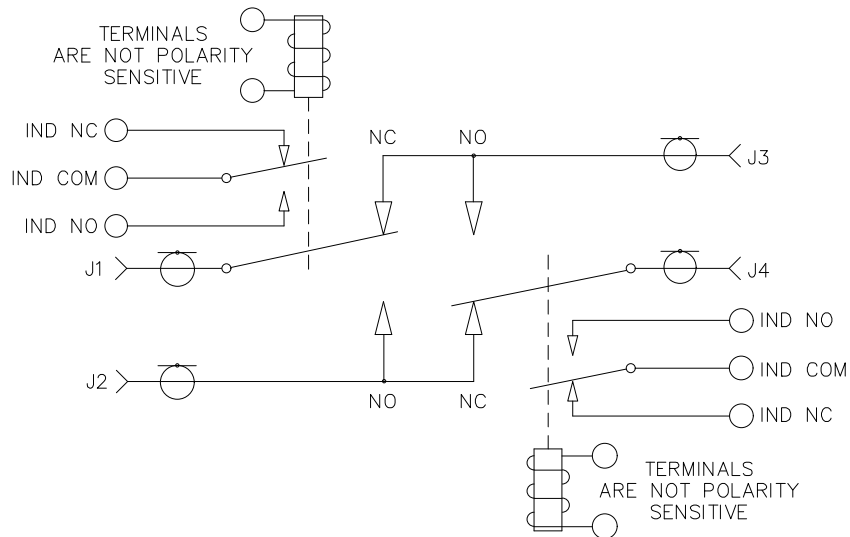 TERMINALS
ARE NOT POLARITY
SENSITIVE
IND NC
NC
NO
J3
IND COM
IND NO
J1
J4
IND NO
IND COM
J2
NO
NC
IND NC
TERMINALS
ARE NOT POLARITY
SENSITIVE